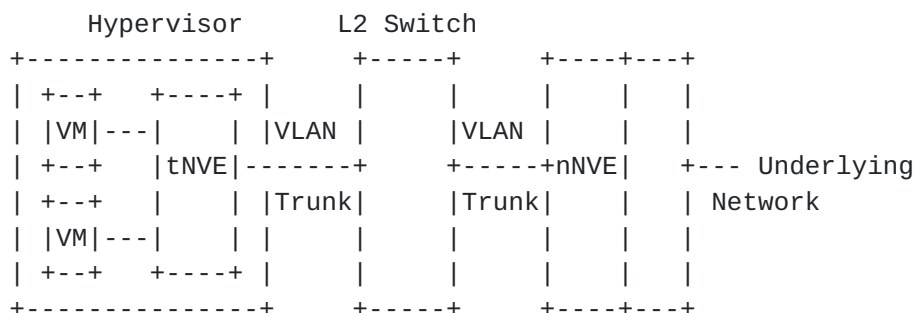 Hypervisor      L2 Switch
+---------------+     +-----+     +----+---+
| +--+   +----+ |     |     |     |    |   |
| |VM|---|    | |VLAN |     |VLAN |    |   |
| +--+   |tNVE|-------+     +-----+nNVE|   +--- Underlying
| +--+   |    | |Trunk|     |Trunk|    |   | Network
| |VM|---|    | |     |     |     |    |   |
| +--+   +----+ |     |     |     |    |   |
+---------------+     +-----+     +----+---+